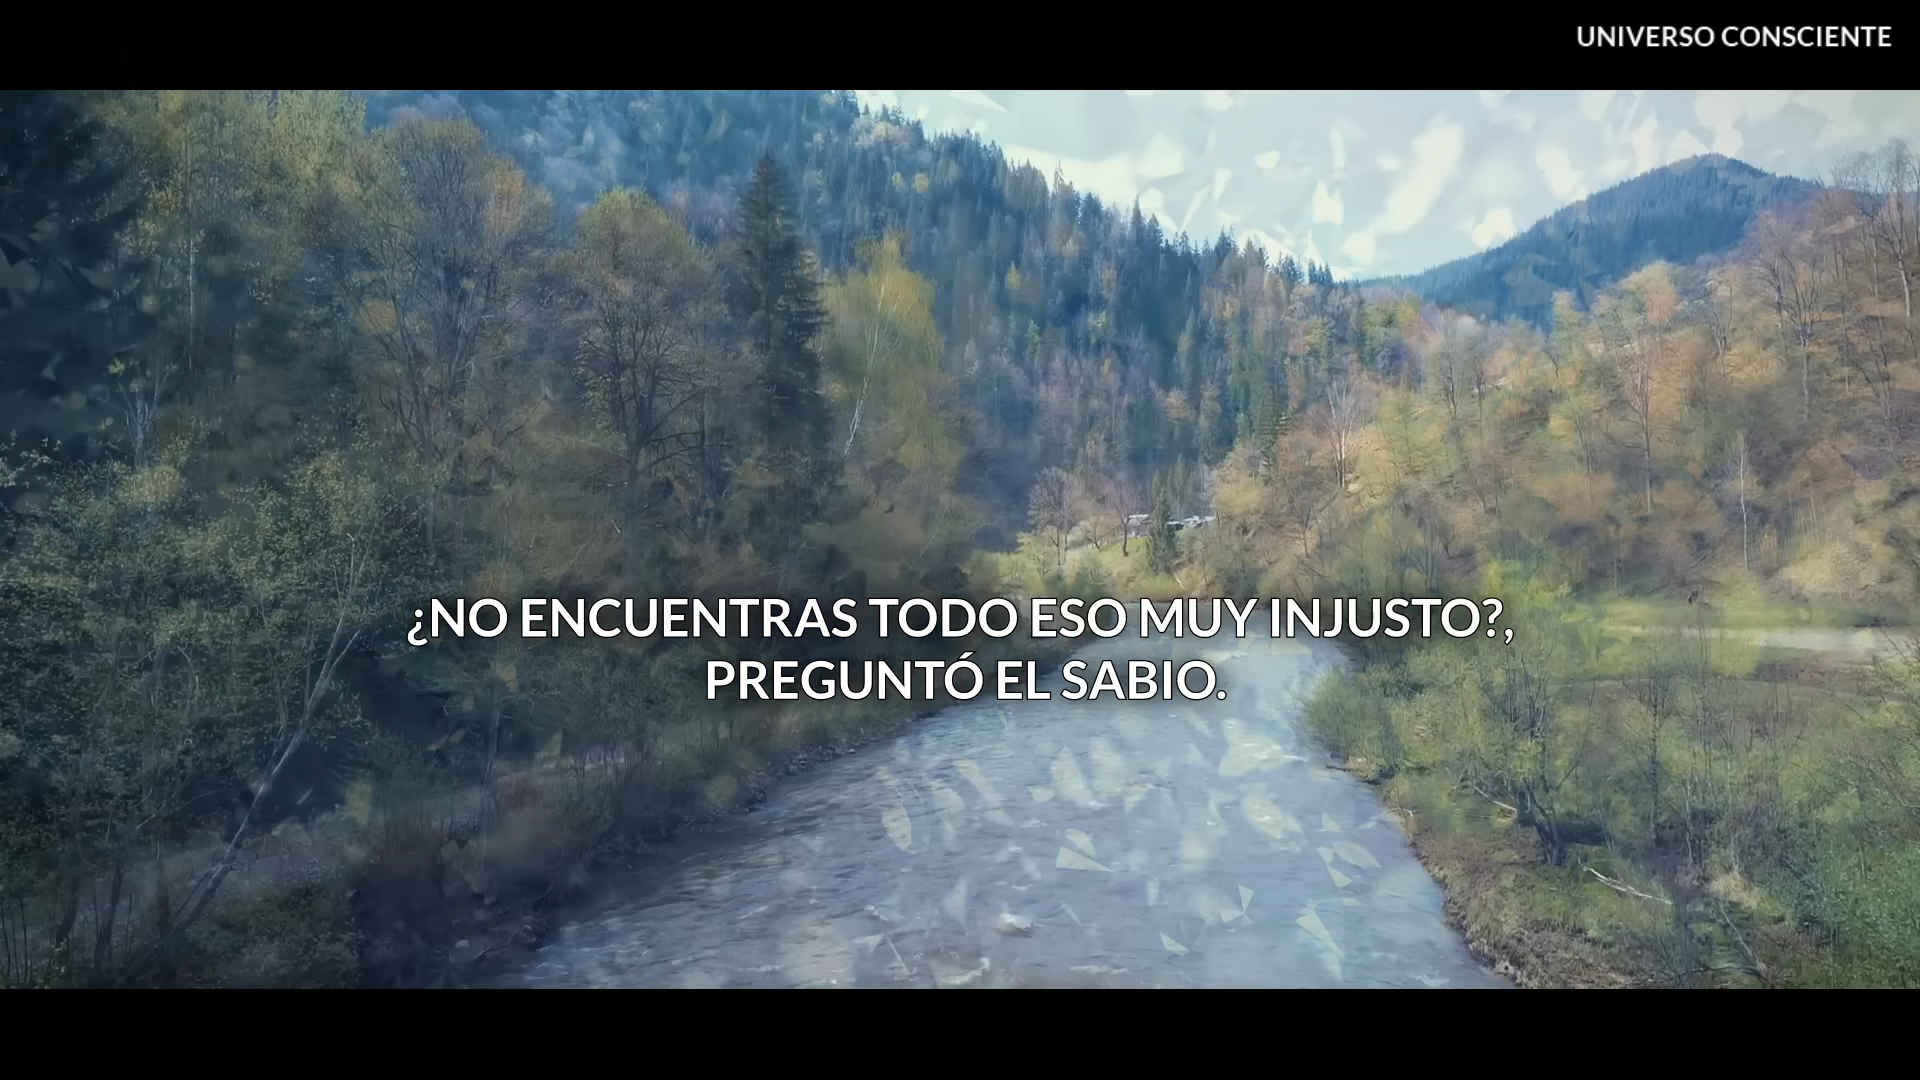 UNIVERSO CONSCIENTE
¿NO ENCUENTRAS TODO ESO MUY INJUSTO?,
PREGUNTÓ EL SABIO.